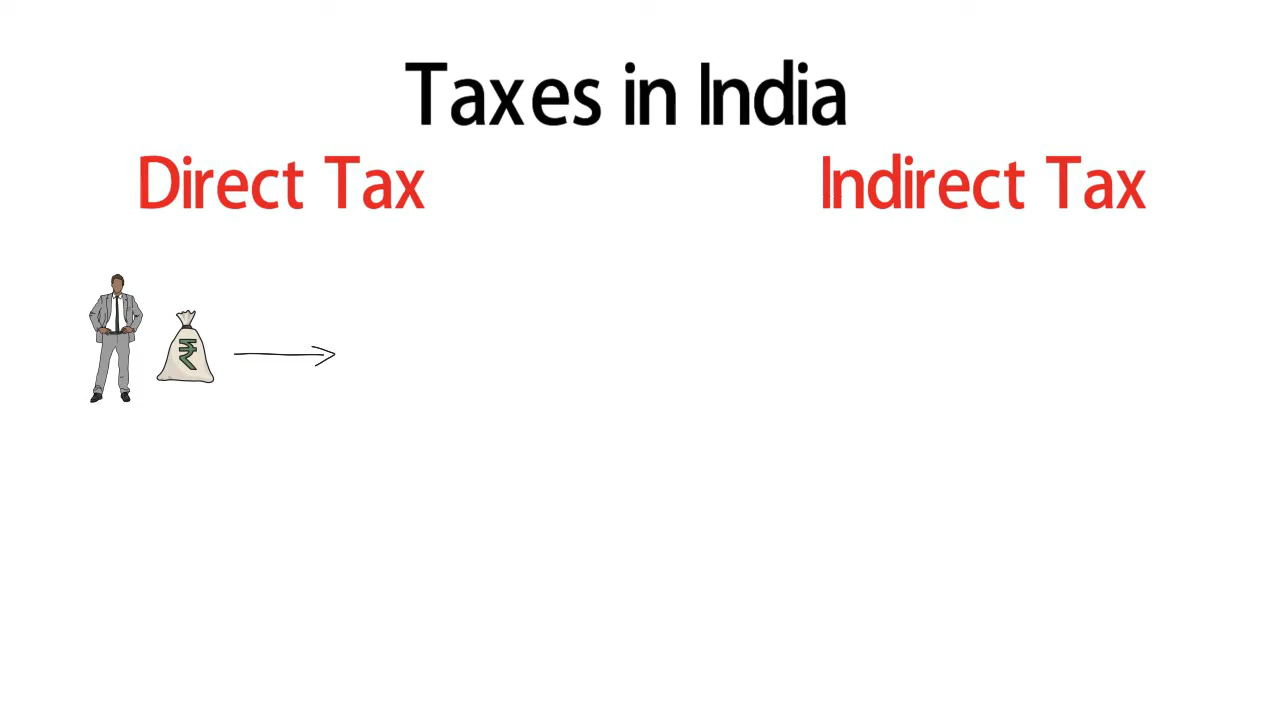 Taxes in India
Direct Tax
Indirect Tax
₹